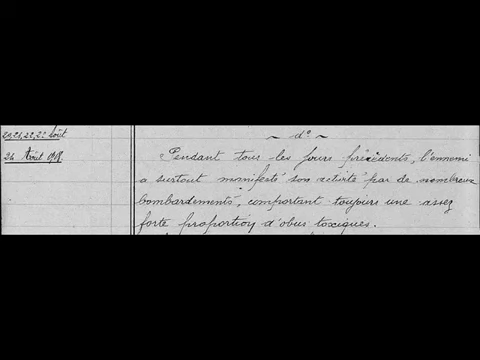 20,21,22,23 Août
~ do ~
24 Août 1918.
Pendant tous les jours précédents, l'ennemi
a surtout manifesté son activité par de nombreux
bombardements, comportant toujours une assez
forte proportion d'obus toxiques.